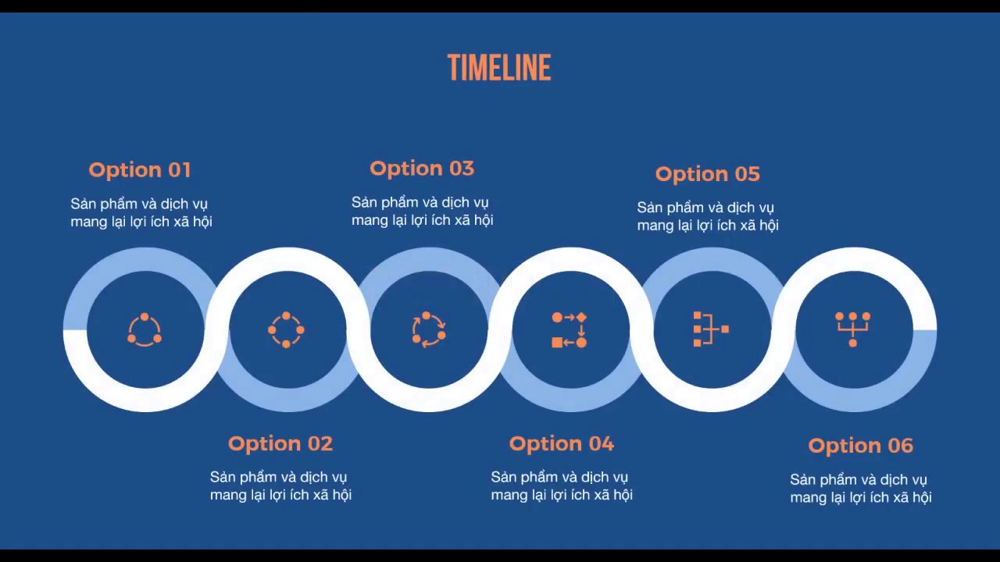 TIMELINE
Option 01
Sản phẩm và dịch vụ
mang lại lợi ích xã hội
Option 03
Sản phẩm và dịch vụ
mang lại lợi ích xã hội
Option 05
Sản phẩm và dịch vụ
mang lại lợi ích xã hội
Option 02
Sản phẩm và dịch vụ
mang lại lợi ích xã hội
Option 04
Sản phẩm và dịch vụ
mang lại lợi ích xã hội
Option 06
Sản phẩm và dịch vụ
mang lại lợi ích xã hội